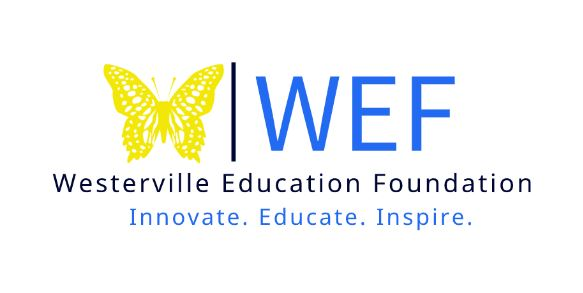 WEF
Westerville Education Foundation
Innovate. Educate. Inspire.